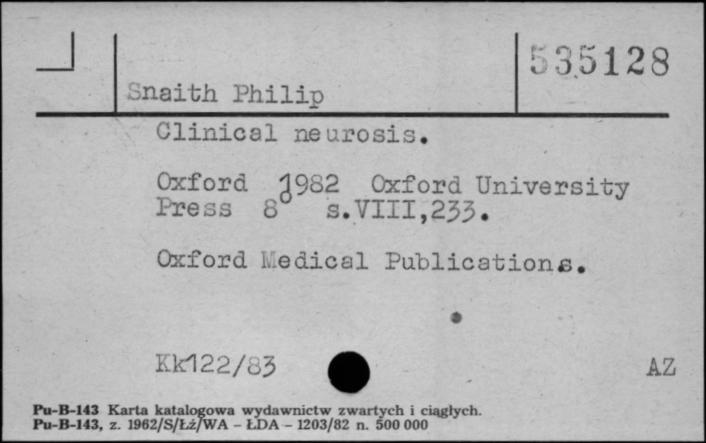 535128
Snaith Philip
Clinical neurosis.
Oxford 1982 Oxford University
Press 8° s.VIII,233.
Oxford Medical Publications.
Kk122/83
AZ
Pu-B-143 Karta katalogowa wydawnictw zwartych i ciągłych.
Pu-B-143, z. 1962/S/Łż/WA – ŁDA – 1203/82 n. 500 000